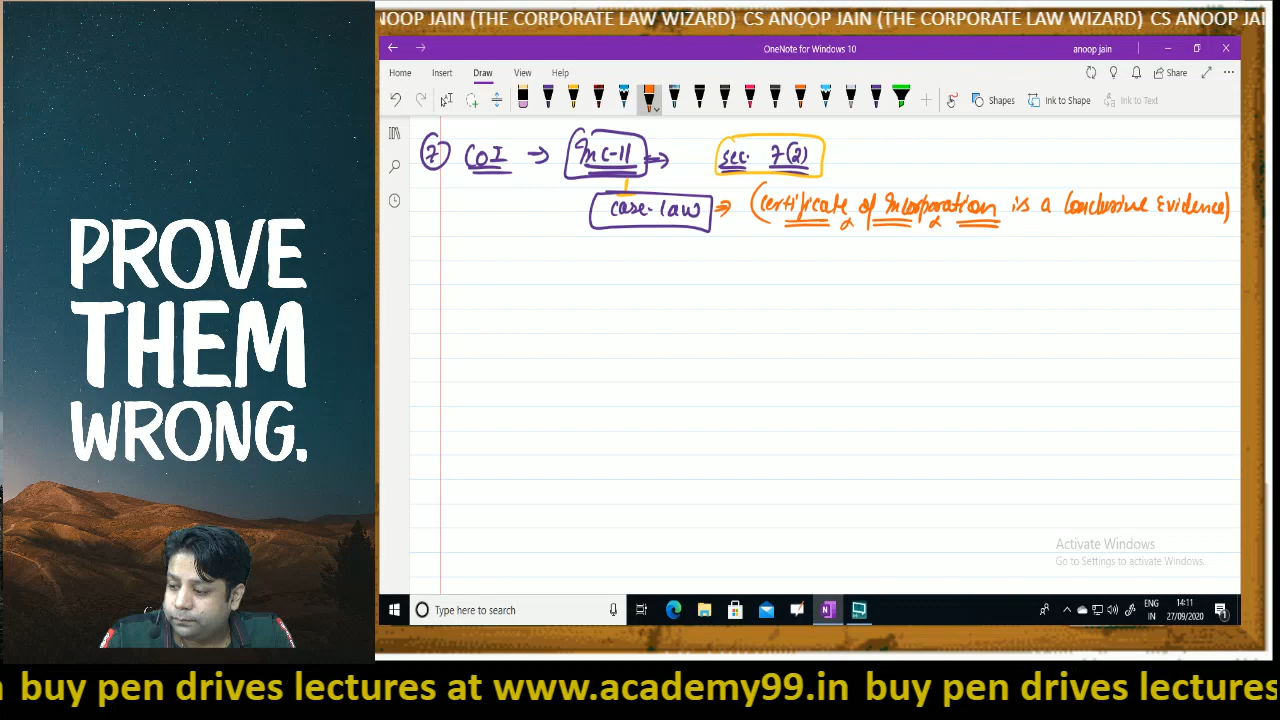 NOOP JAIN (THE CORPORATE LAW WIZARD) CS ANOOP JAIN (THE CORPORATE LAW WIZARD) CS ANOOP JAI
OneNote for Windows 10
anoop jain
Home Insert Draw View Help
Share
Shapes Ink to Shape Ink to Text
7 COI → Inc-11 ⇒ sec. 7(2)
case-law ⇒ (certificate of Incorporation is a Conclusive Evidence)
PROVE
THEM
WRONG.
Activate Windows
Go to Settings to activate Windows.
Type here to search
ENG
IN
14:11
27/09/2020
buy pen drives lectures at www.academy99.in buy pen drives lectures